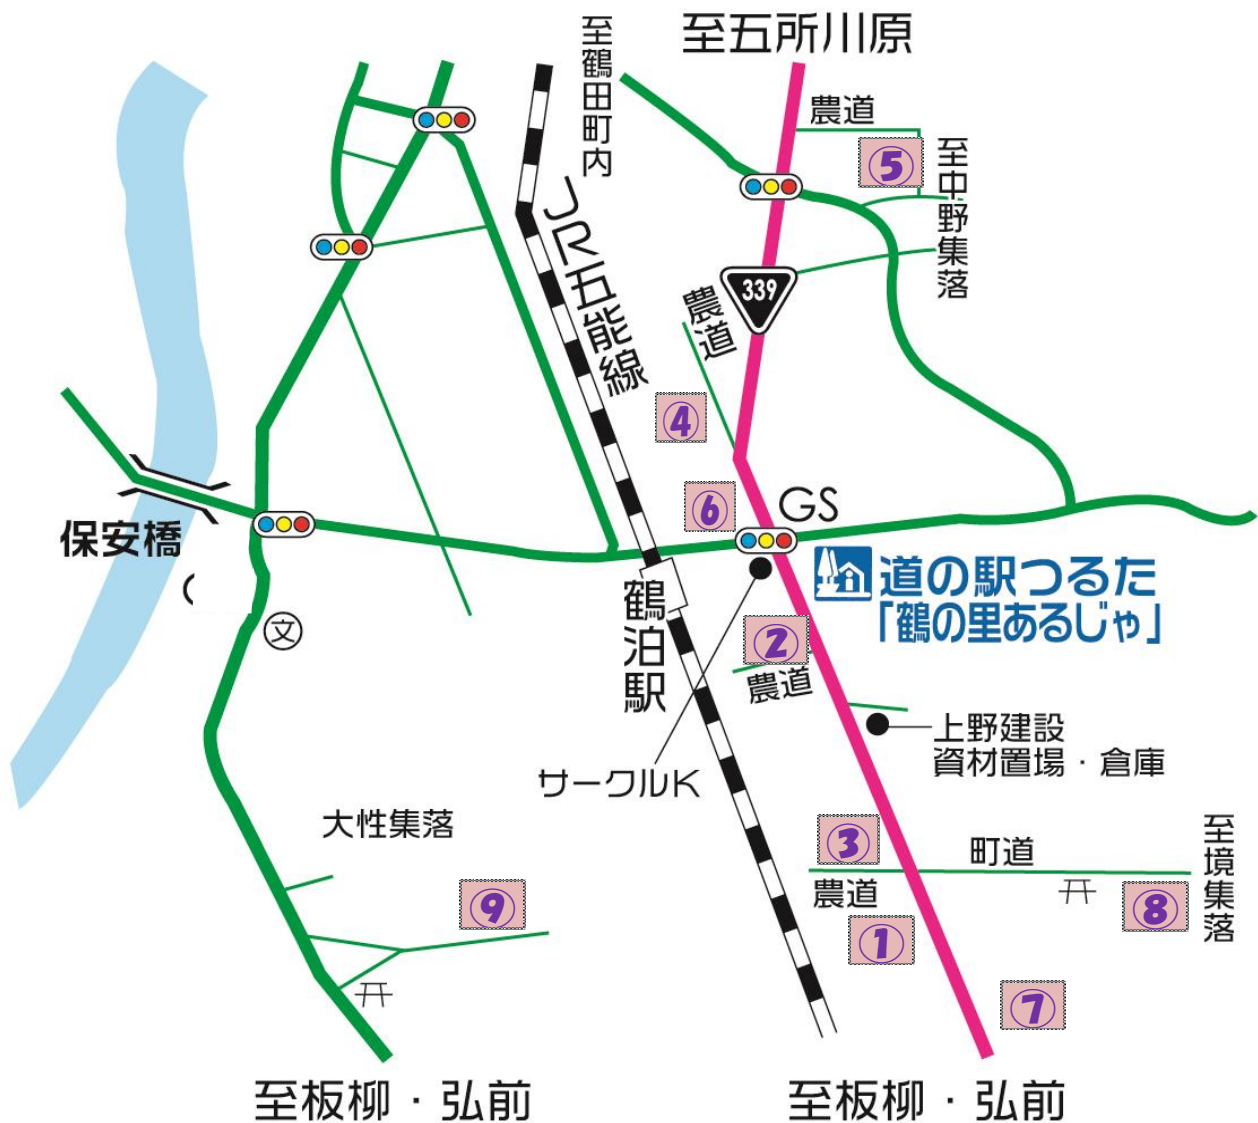 至五所川原
至鶴田町内
農道
⑤
至中野集落
JR五能線
339
農道
④
⑥
GS
保安橋
文
道の駅つるた
「鶴の里あるじゃ」
鶴泊駅
②
農道
上野建設
資材置場・倉庫
サークルK
大性集落
③
町道
至境集落
農道
⑧
⑨
①
⑦
至板柳・弘前
至板柳・弘前